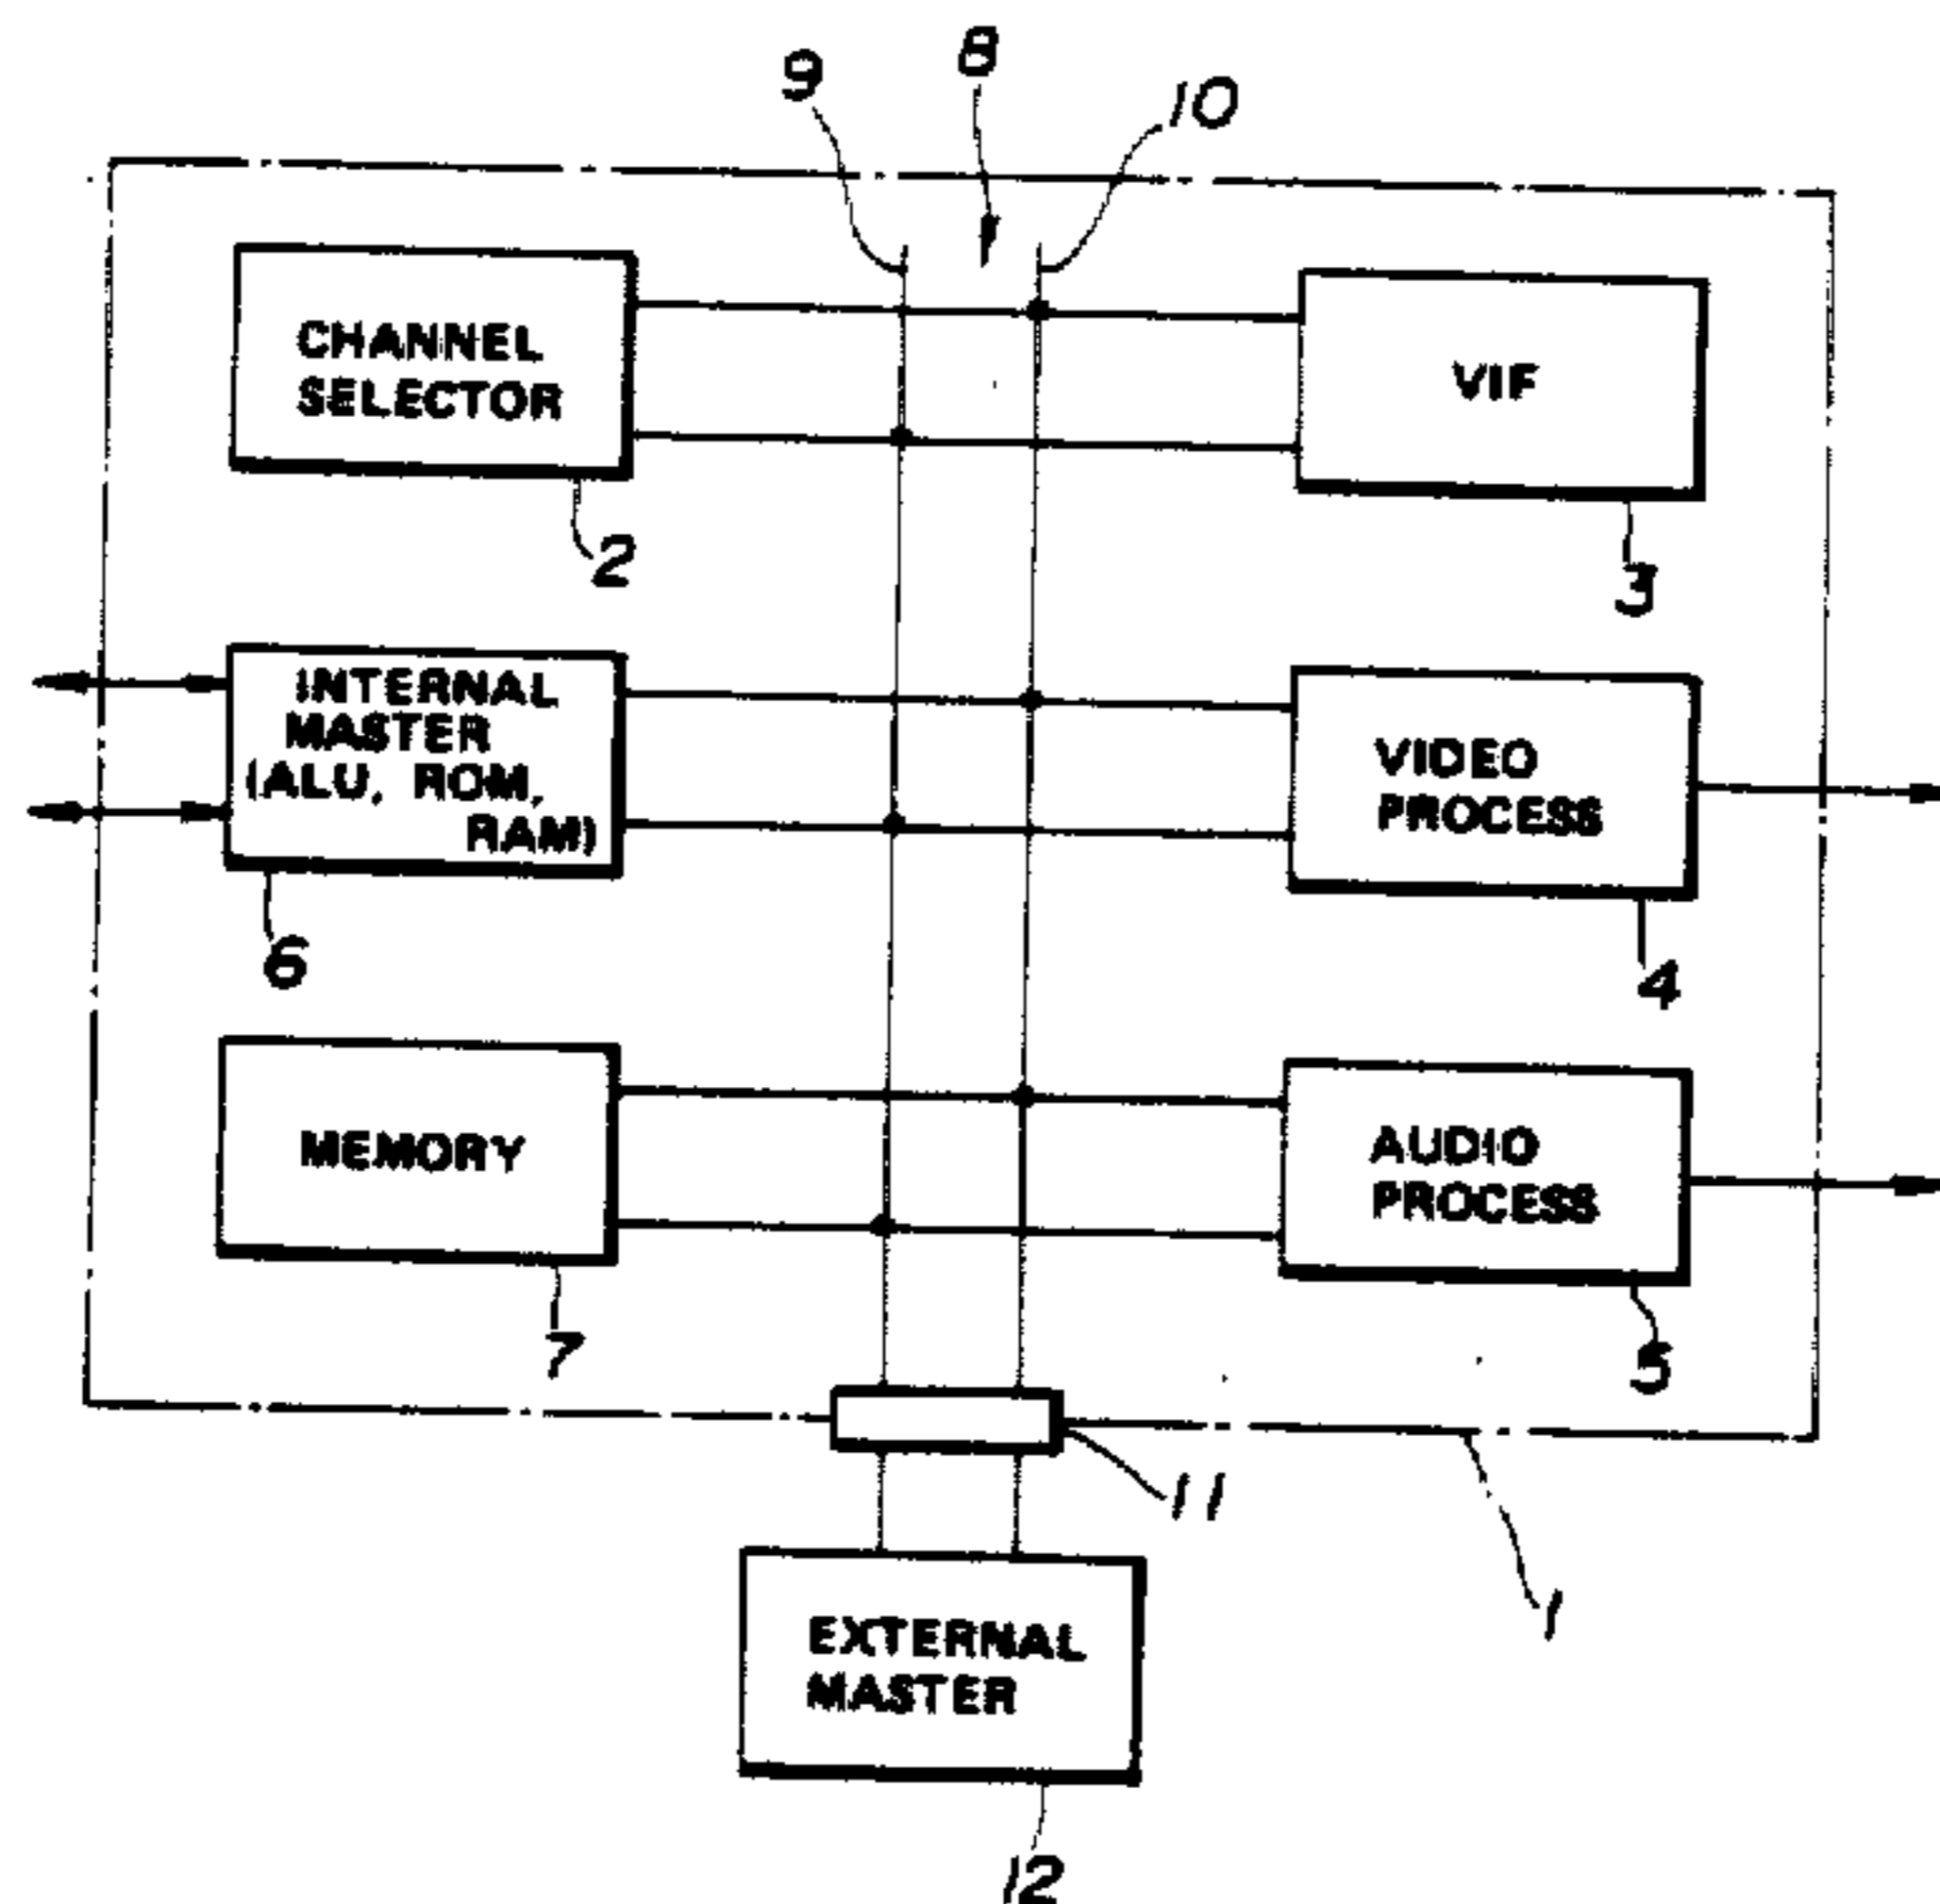 9
8
10
CHANNEL
SELECTOR
VIF
2
3
INTERNAL
MASTER
(ALU, ROM,
RAM)
VIDEO
PROCESS
6
4
MEMORY
AUDIO
PROCESS
7
5
11
1
EXTERNAL
MASTER
12